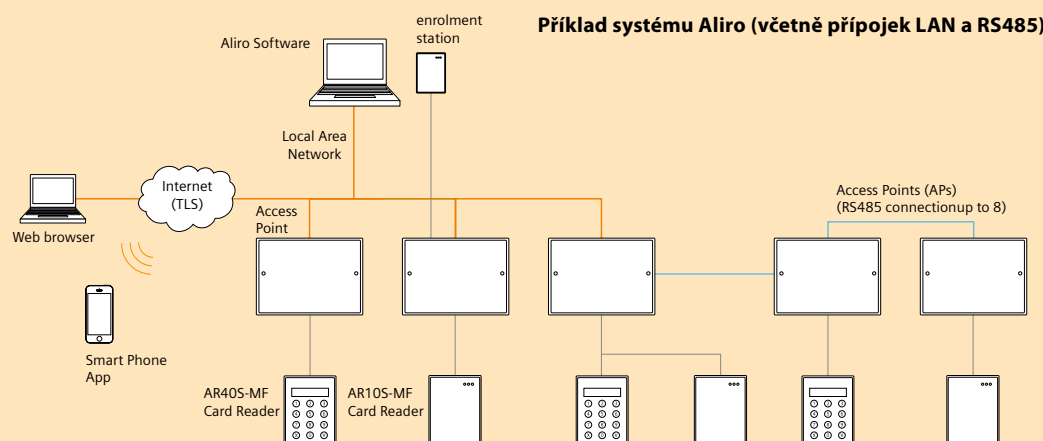 Příklad systému Aliro (včetně přípojek LAN a RS485)
enrolment
station
Aliro Software
Local Area
Network
Internet
(TLS)
Web browser
Access
Point
Access Points (APs)
(RS485 connectionup to 8)
Smart Phone
App
AR40S-MF
Card Reader
AR10S-MF
Card Reader